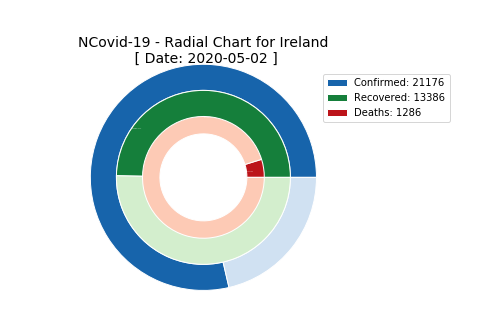 NCovid-19 - Radial Chart for Ireland
[ Date: 2020-05-02 ]
Confirmed: 21176
Recovered: 13386
Deaths: 1286